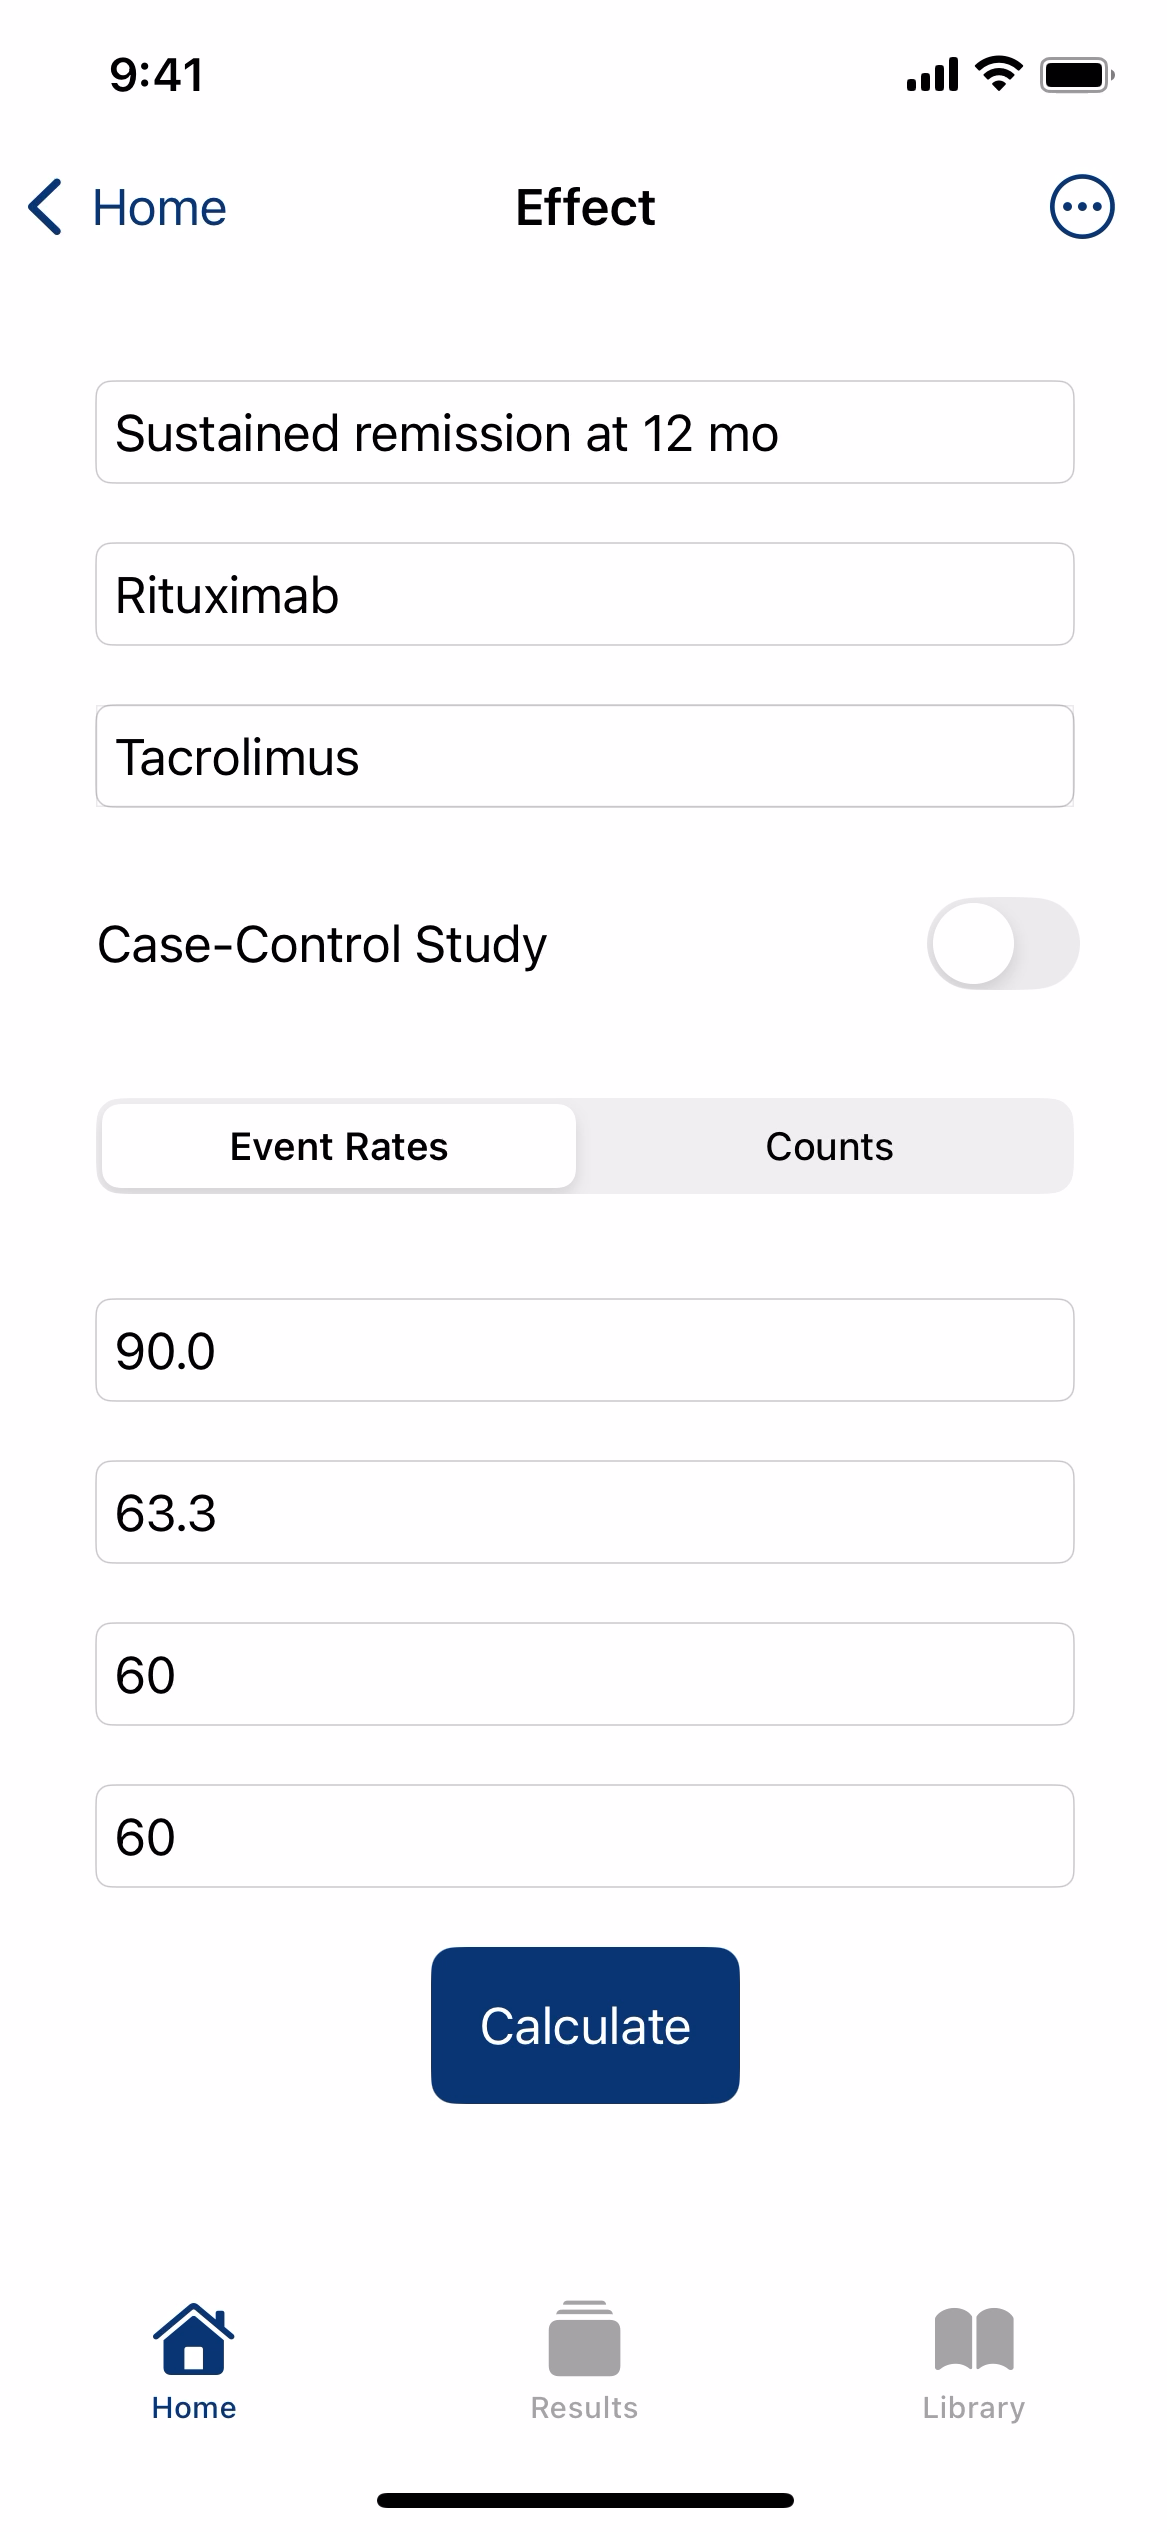 9:41
Home
Effect
Sustained remission at 12 mo
Rituximab
Tacrolimus
Case-Control Study
Event Rates
Counts
90.0
63.3
60
60
Calculate
Home
Results
Library